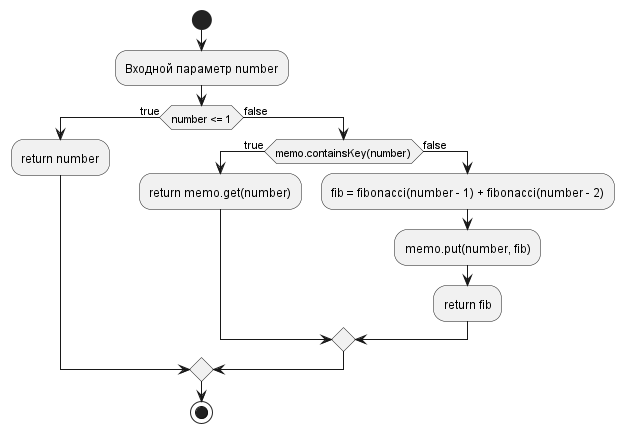 Входной параметр number
true
number <= 1
false
return number
true
memo.containsKey(number)
false
return memo.get(number)
fib = fibonacci(number - 1) + fibonacci(number - 2)
memo.put(number, fib)
return fib